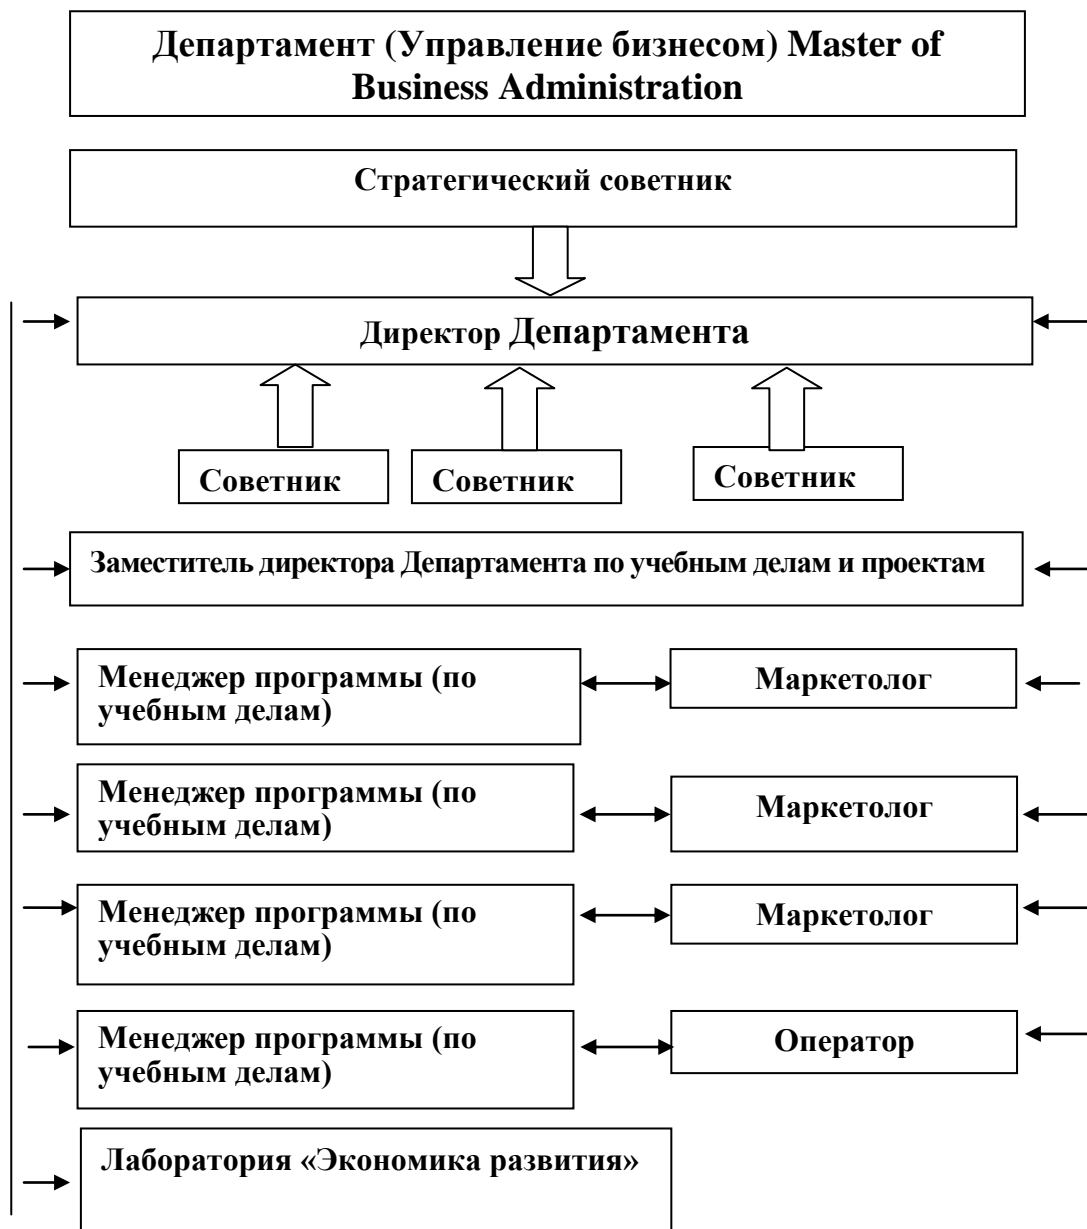 Департамент (Управление бизнесом) Master of
Business Administration
Стратегический советник
Директор Департамента
Советник
Советник
Советник
Заместитель директора Департамента по учебным делам и проектам
Менеджер программы (по
учебным делам)
Маркетолог
Менеджер программы (по
учебным делам)
Маркетолог
Менеджер программы (по
учебным делам)
Маркетолог
Менеджер программы (по
учебным делам)
Оператор
Лаборатория «Экономика развития»